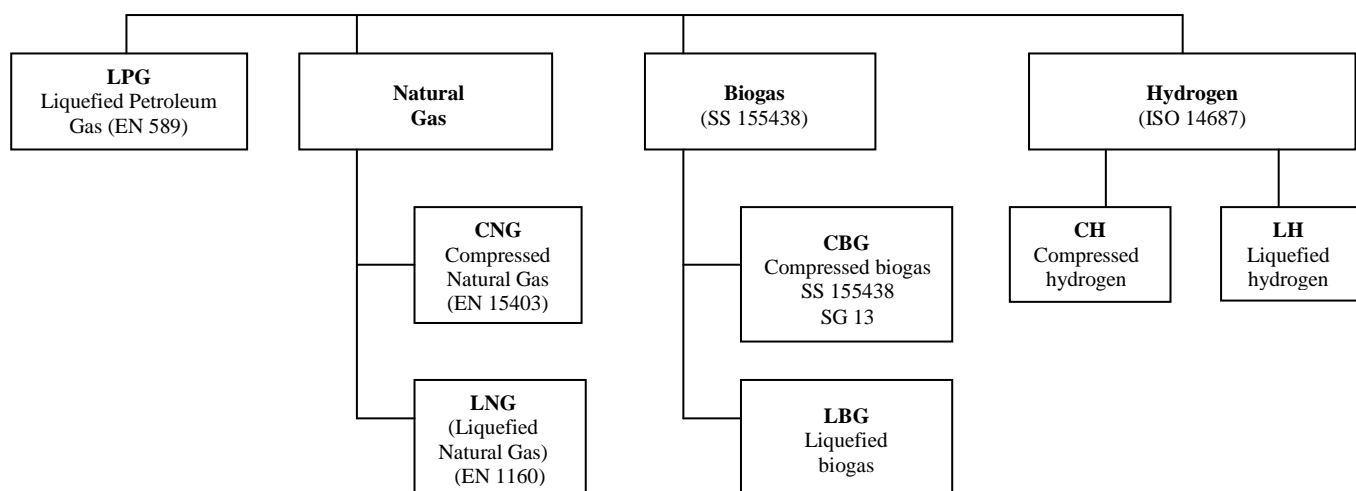 LPG
Liquefied Petroleum
Gas (EN 589)
Natural
Gas
Biogas
(SS 155438)
Hydrogen
(ISO 14687)
CNG
Compressed
Natural Gas
(EN 15403)
CBG
Compressed biogas
SS 155438
SG 13
CH
Compressed
hydrogen
LH
Liquefied
hydrogen
LNG
(Liquefied
Natural Gas)
(EN 1160)
LBG
Liquefied
biogas